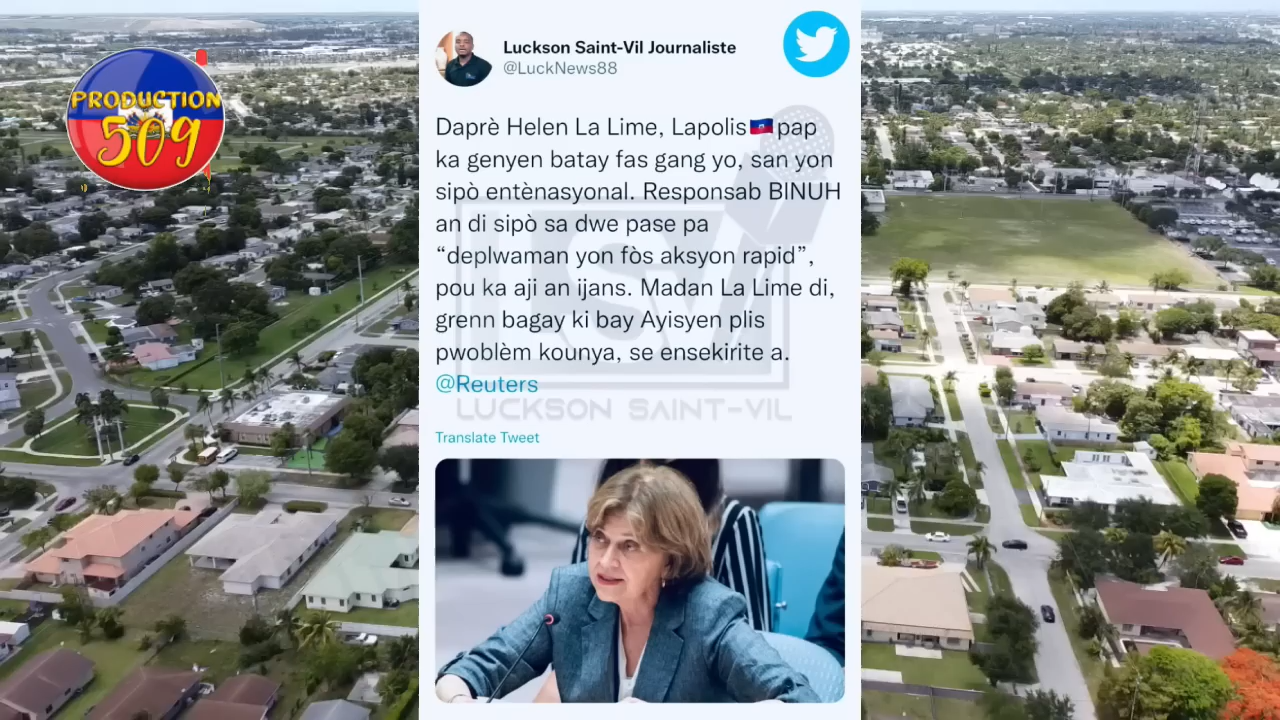 PRODUCTION
509
Luckson Saint-Vil Journaliste
@LuckNews88
Daprè Helen La Lime, Lapolis🇭🇹pap
ka genyen batay fas gang yo, san yon
sipò entènasyonal. Responsab BINUH
an di sipò sa dwe pase pa
“deplwaman yon fòs aksyon rapid”,
pou ka aji an ijans. Madan La Lime di,
grenn bagay ki bay Ayisyen plis
pwoblèm kounya, se ensekirite a.
@Reuters
LUCKSON SAINT-VIL
Translate Tweet